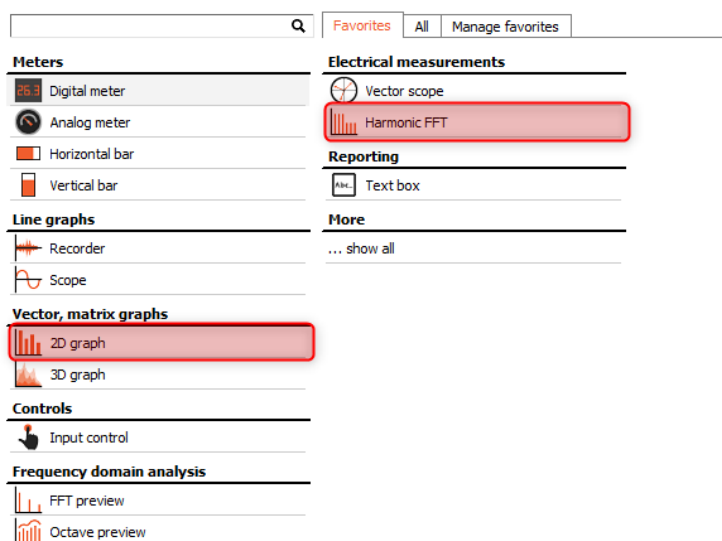 Favorites All Manage favorites
Meters
26.3 Digital meter
Analog meter
Horizontal bar
Vertical bar
Line graphs
Recorder
Scope
Vector, matrix graphs
2D graph
3D graph
Controls
Input control
Frequency domain analysis
FFT preview
Octave preview
Electrical measurements
Vector scope
Harmonic FFT
Reporting
Abc... Text box
More
... show all